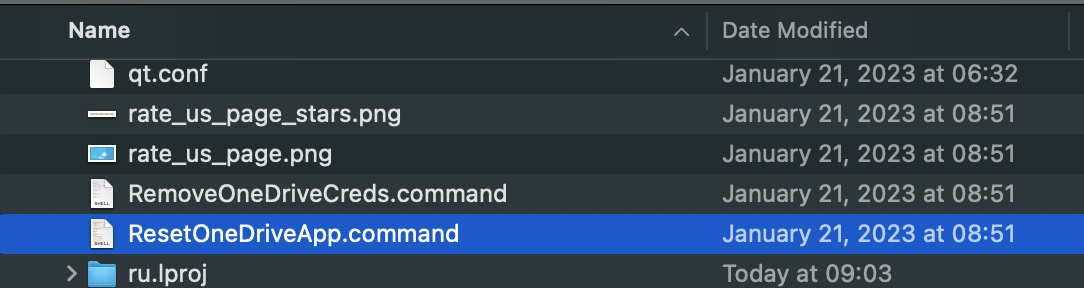 Name Date Modified
qt.conf January 21, 2023 at 06:32
rate_us_page_stars.png January 21, 2023 at 08:51
rate_us_page.png January 21, 2023 at 08:51
RemoveOneDriveCreds.command January 21, 2023 at 08:51
ResetOneDriveApp.command January 21, 2023 at 08:51
ru.lproj Today at 09:03